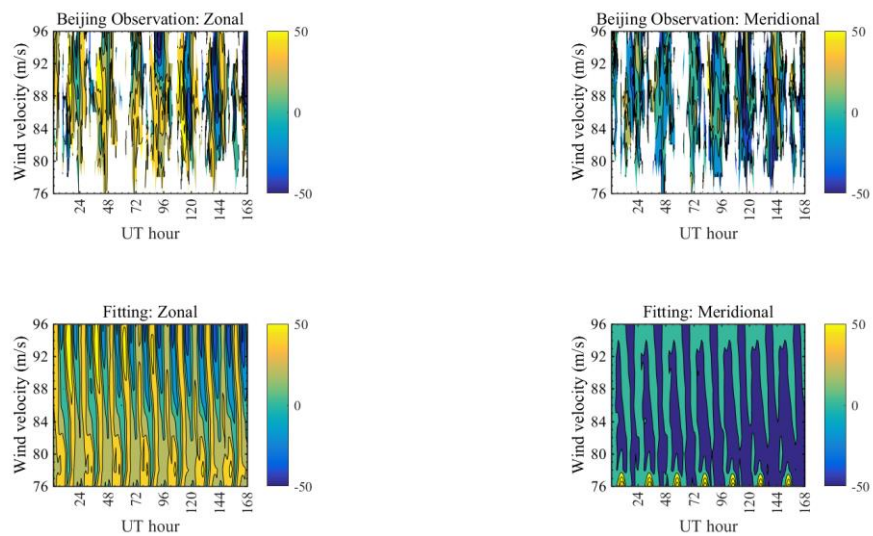 Beijing Observation: Zonal
Beijing Observation: Meridional
96
92
88
84
80
76
Wind velocity (m/s)
24 48 72 96 120 144 168
UT hour
50
0
-50
96
92
88
84
80
76
Wind velocity (m/s)
24 48 72 96 120 144 168
UT hour
50
0
-50
Fitting: Zonal
Fitting: Meridional
96
92
88
84
80
76
Wind velocity (m/s)
24 48 72 96 120 144 168
UT hour
50
0
-50
96
92
88
84
80
76
Wind velocity (m/s)
24 48 72 96 120 144 168
UT hour
50
0
-50